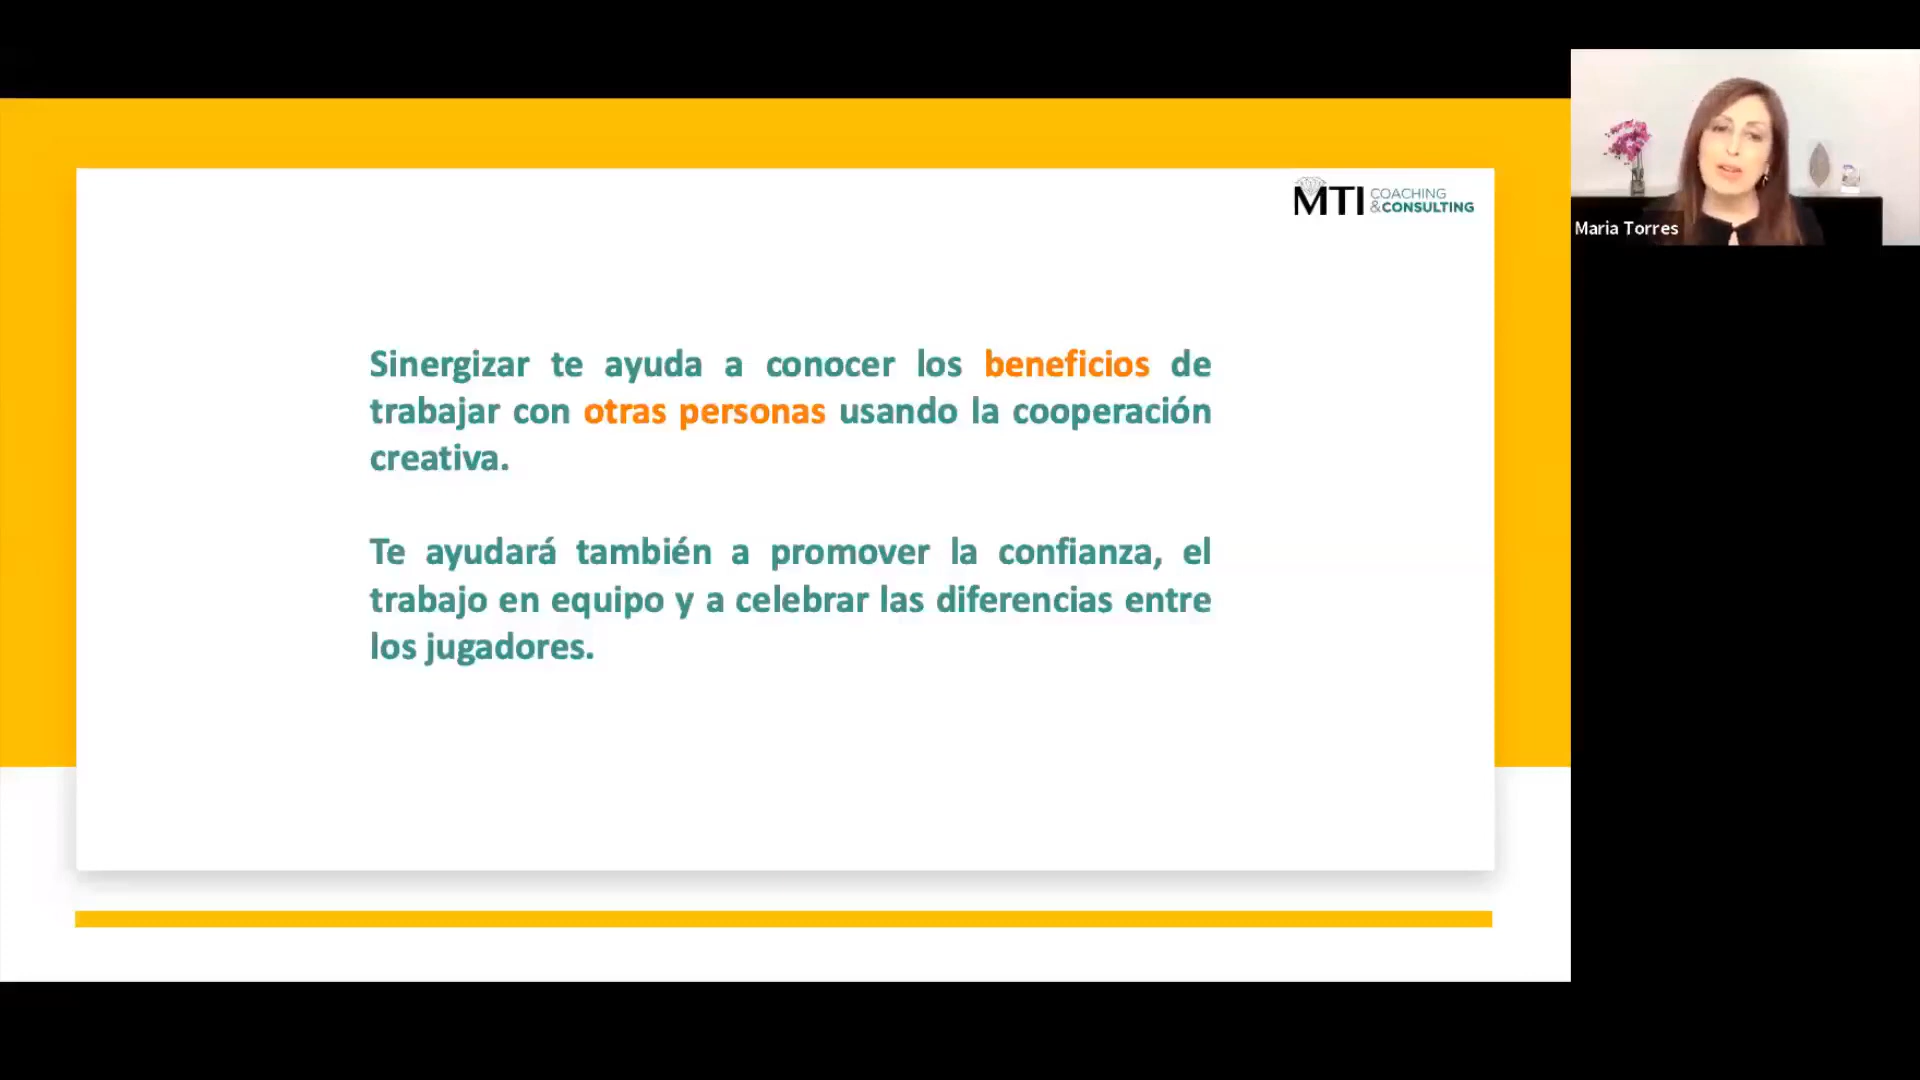 MTI COACHING
&CONSULTING
Maria Torres
Sinergizar te ayuda a conocer los beneficios de
trabajar con otras personas usando la cooperación
creativa.
Te ayudará también a promover la confianza, el
trabajo en equipo y a celebrar las diferencias entre
los jugadores.